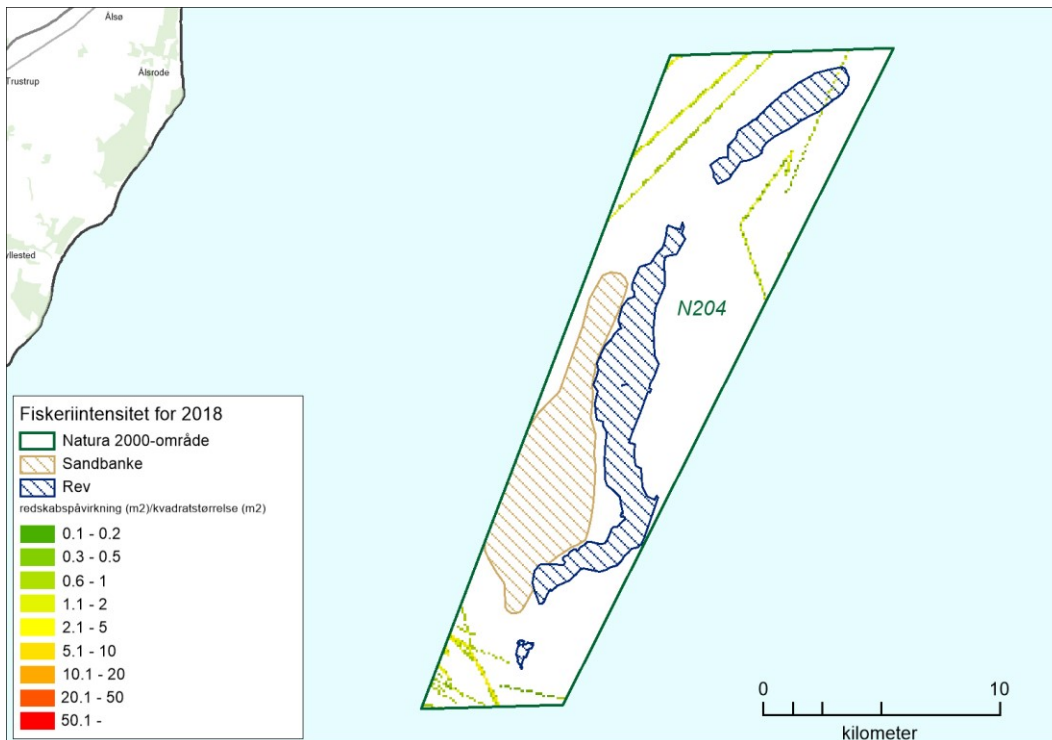 Ålsø
Ålsrode
Trustrup
yllested
N204
Fiskeriintensitet for 2018
Natura 2000-område
Sandbanke
Rev
redskabspåvirkning (m2)/kvadratstørrelse (m2)
0.1 - 0.2
0.3 - 0.5
0.6 - 1
1.1 - 2
2.1 - 5
5.1 - 10
10.1 - 20
20.1 - 50
50.1 -
0 10
kilometer